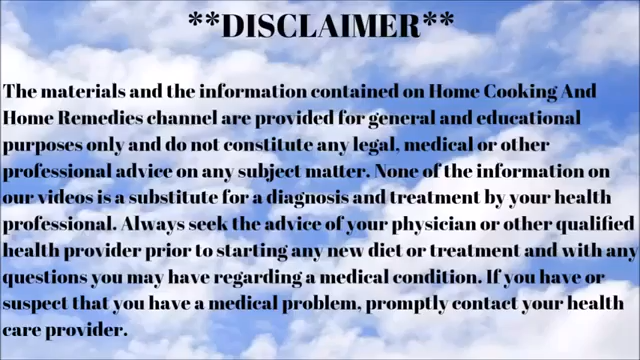 **DISCLAIMER**
The materials and the information contained on Home Cooking And
Home Remedies channel are provided for general and educational
purposes only and do not constitute any legal, medical or other
professional advice on any subject matter. None of the information on
our videos is a substitute for a diagnosis and treatment by your health
professional. Always seek the advice of your physician or other qualified
health provider prior to starting any new diet or treatment and with any
questions you may have regarding a medical condition. If you have or
suspect that you have a medical problem, promptly contact your health
care provider.